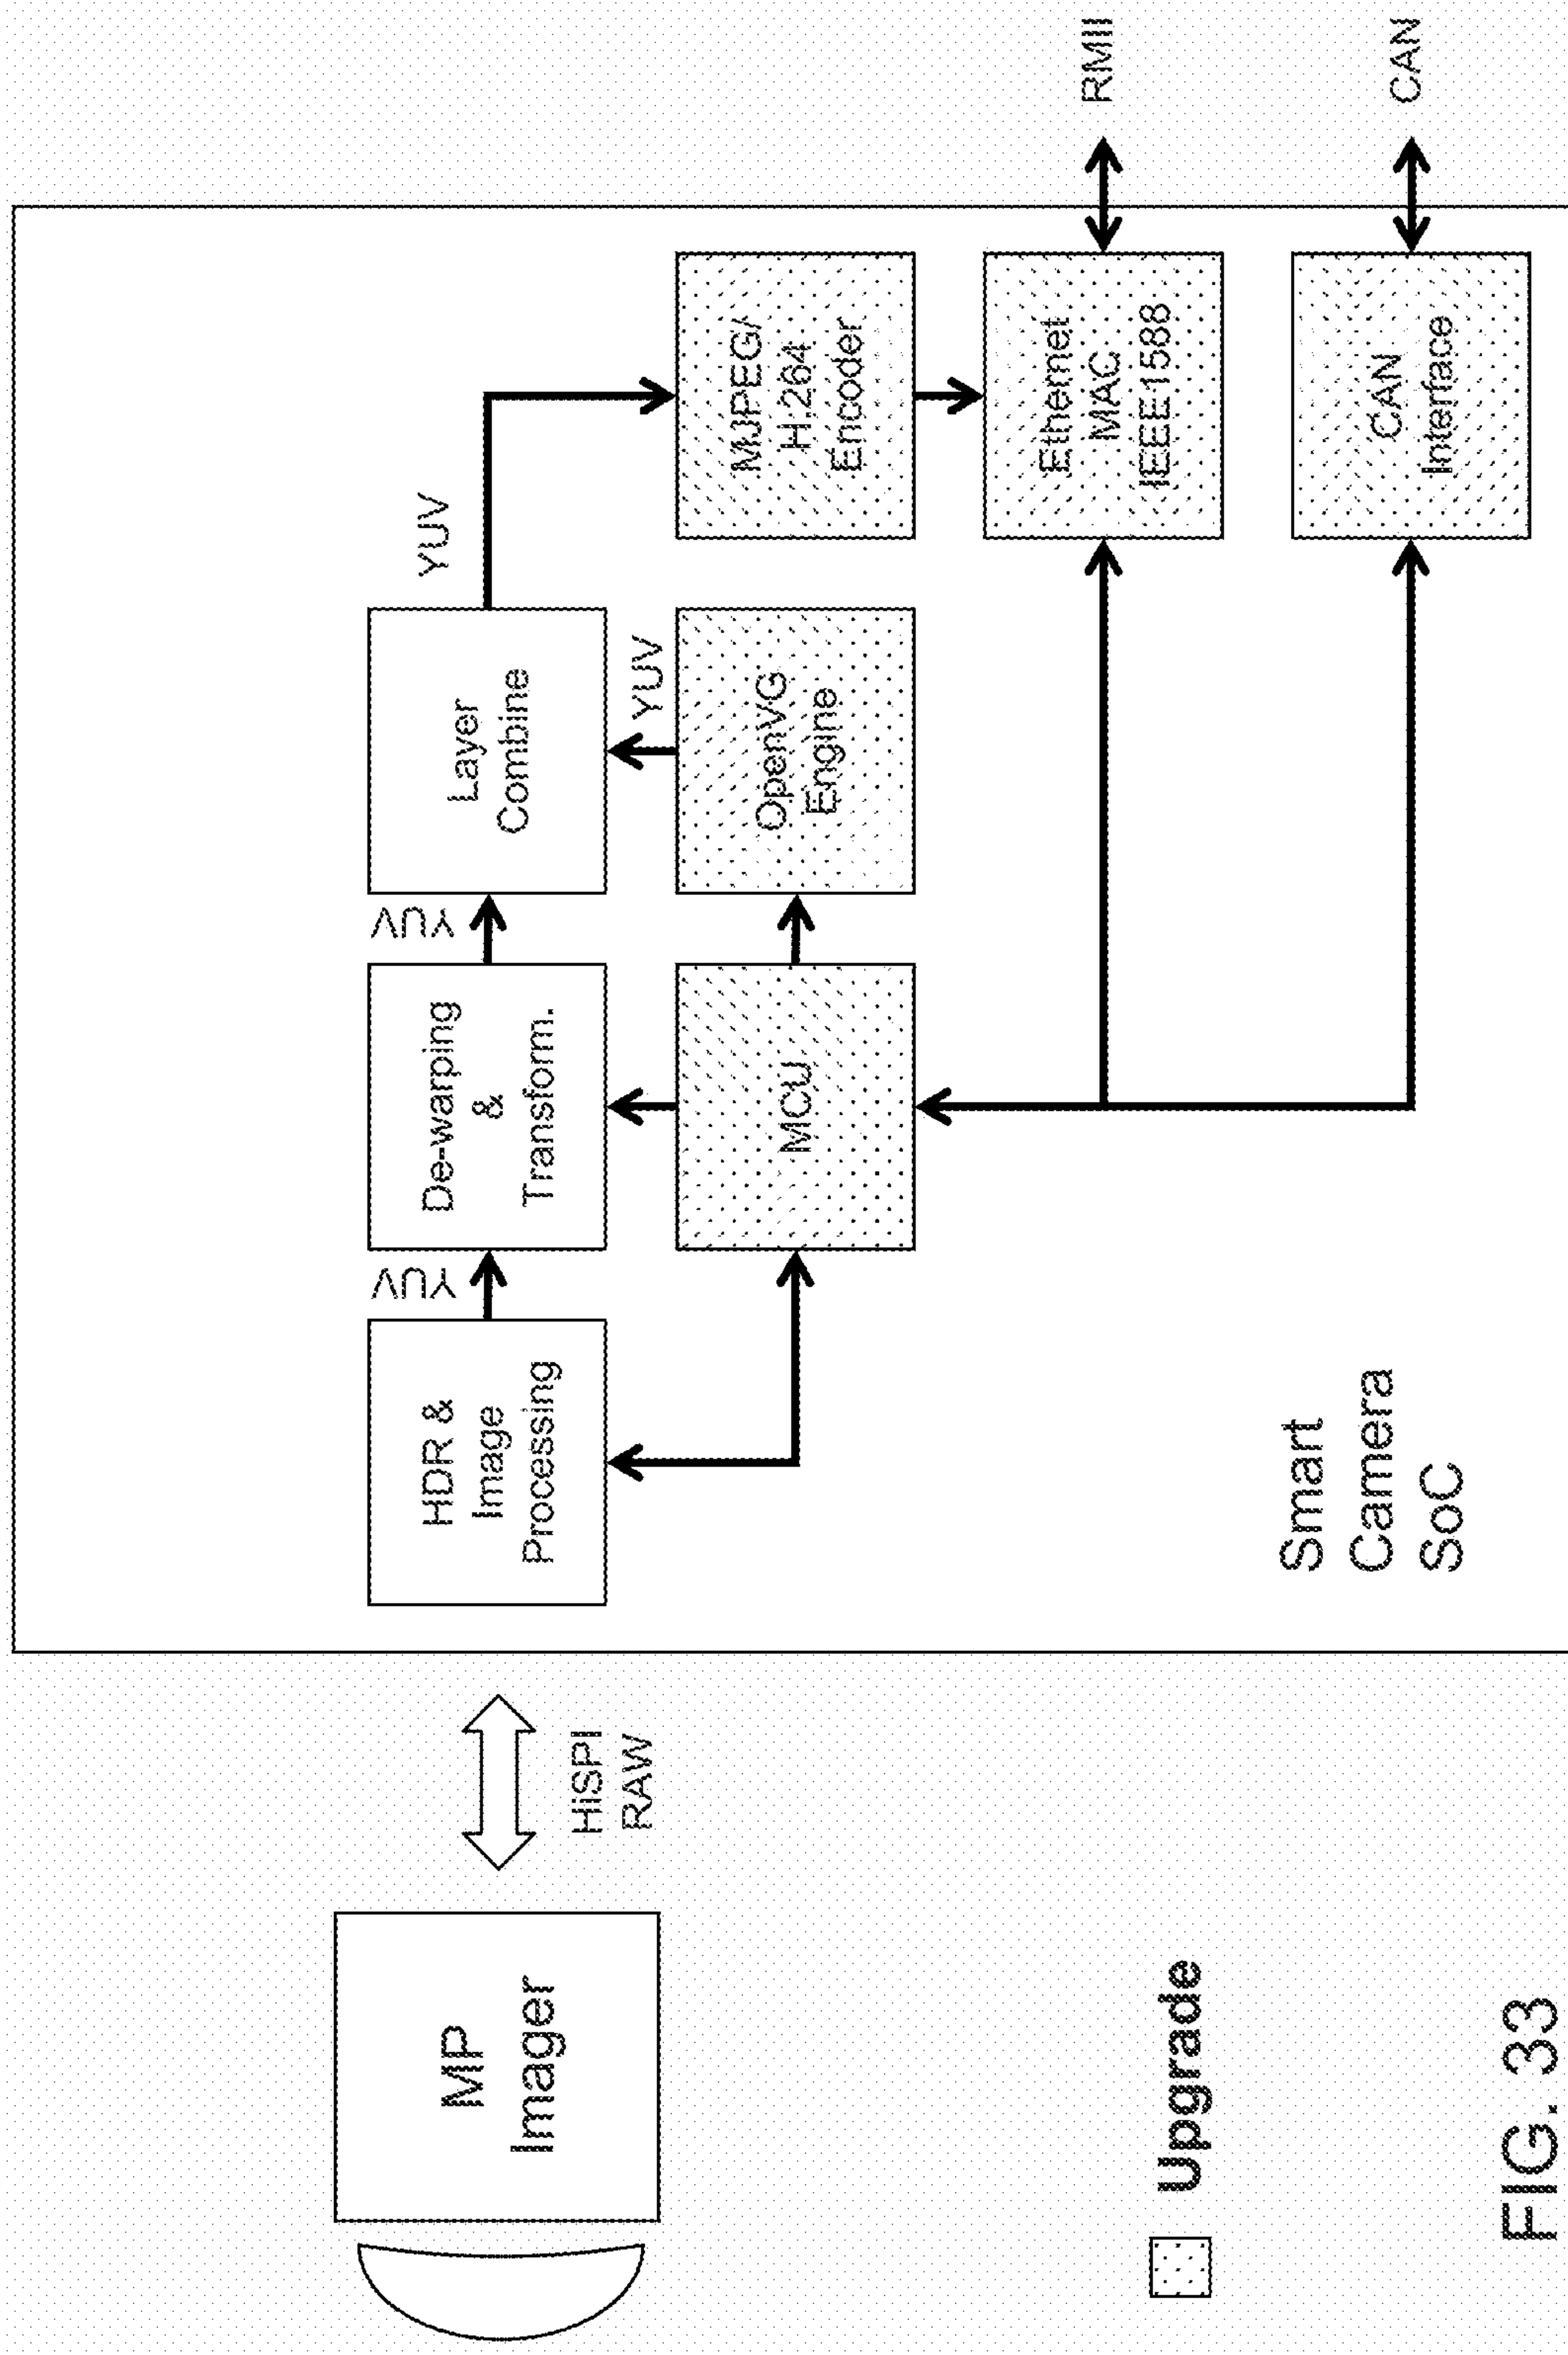 MP
Imager
HiSPI
RAW
HDR &
Image
Processing
YUV
De-warping
&
Transform.
YUV
Layer
Combine
YUV
MCU
OpenVG
Engine
YUV
MJPEG/
H.264
Encoder
Ethernet
MAC
IEEE1588
RMII
CAN
Interface
CAN
Smart
Camera
SoC
Upgrade
FIG. 33